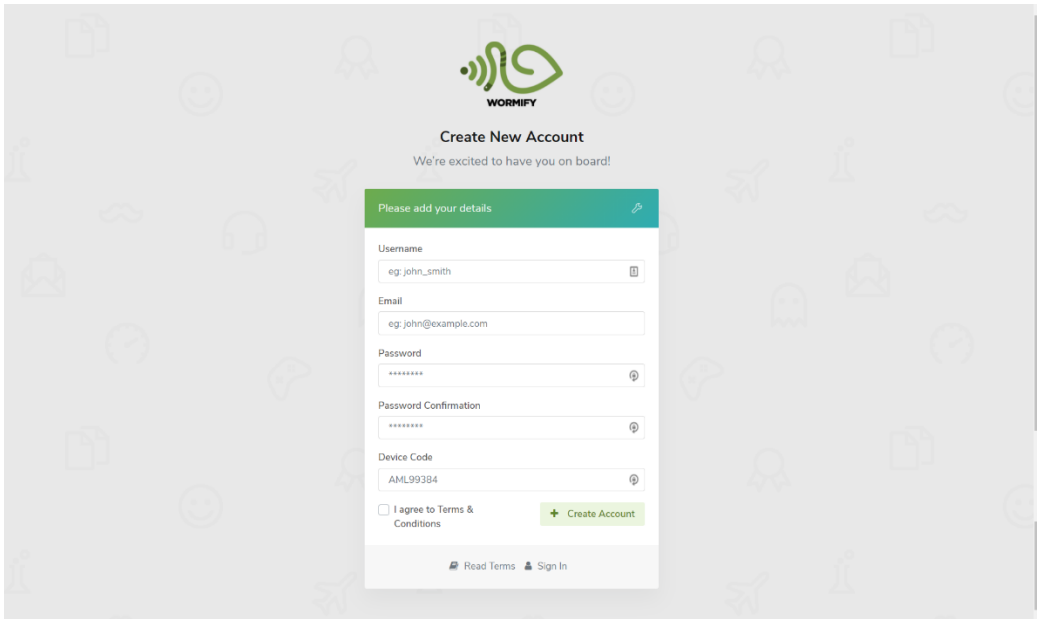 WORMIFY
Create New Account
We're excited to have you on board!
Please add your details
Username
eg: john_smith
Email
eg: john@example.com
Password
********
Password Confirmation
********
Device Code
AML99384
I agree to Terms &
Conditions
+ Create Account
Read Terms Sign In